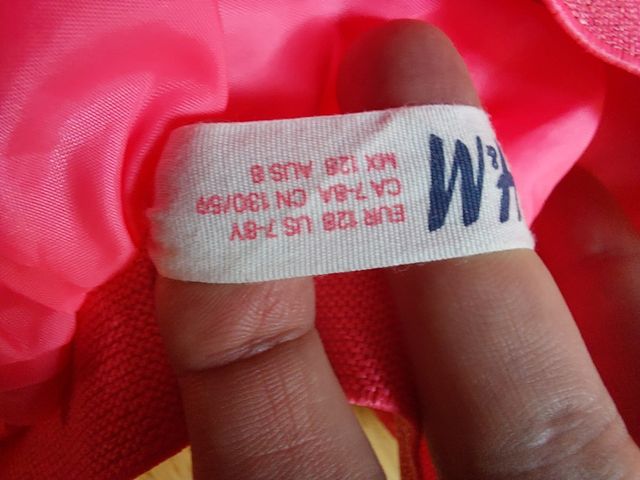 H&M
EUR 128 US 7-8Y
CA 7-8A CN 130/59
MX 128 AUS 8